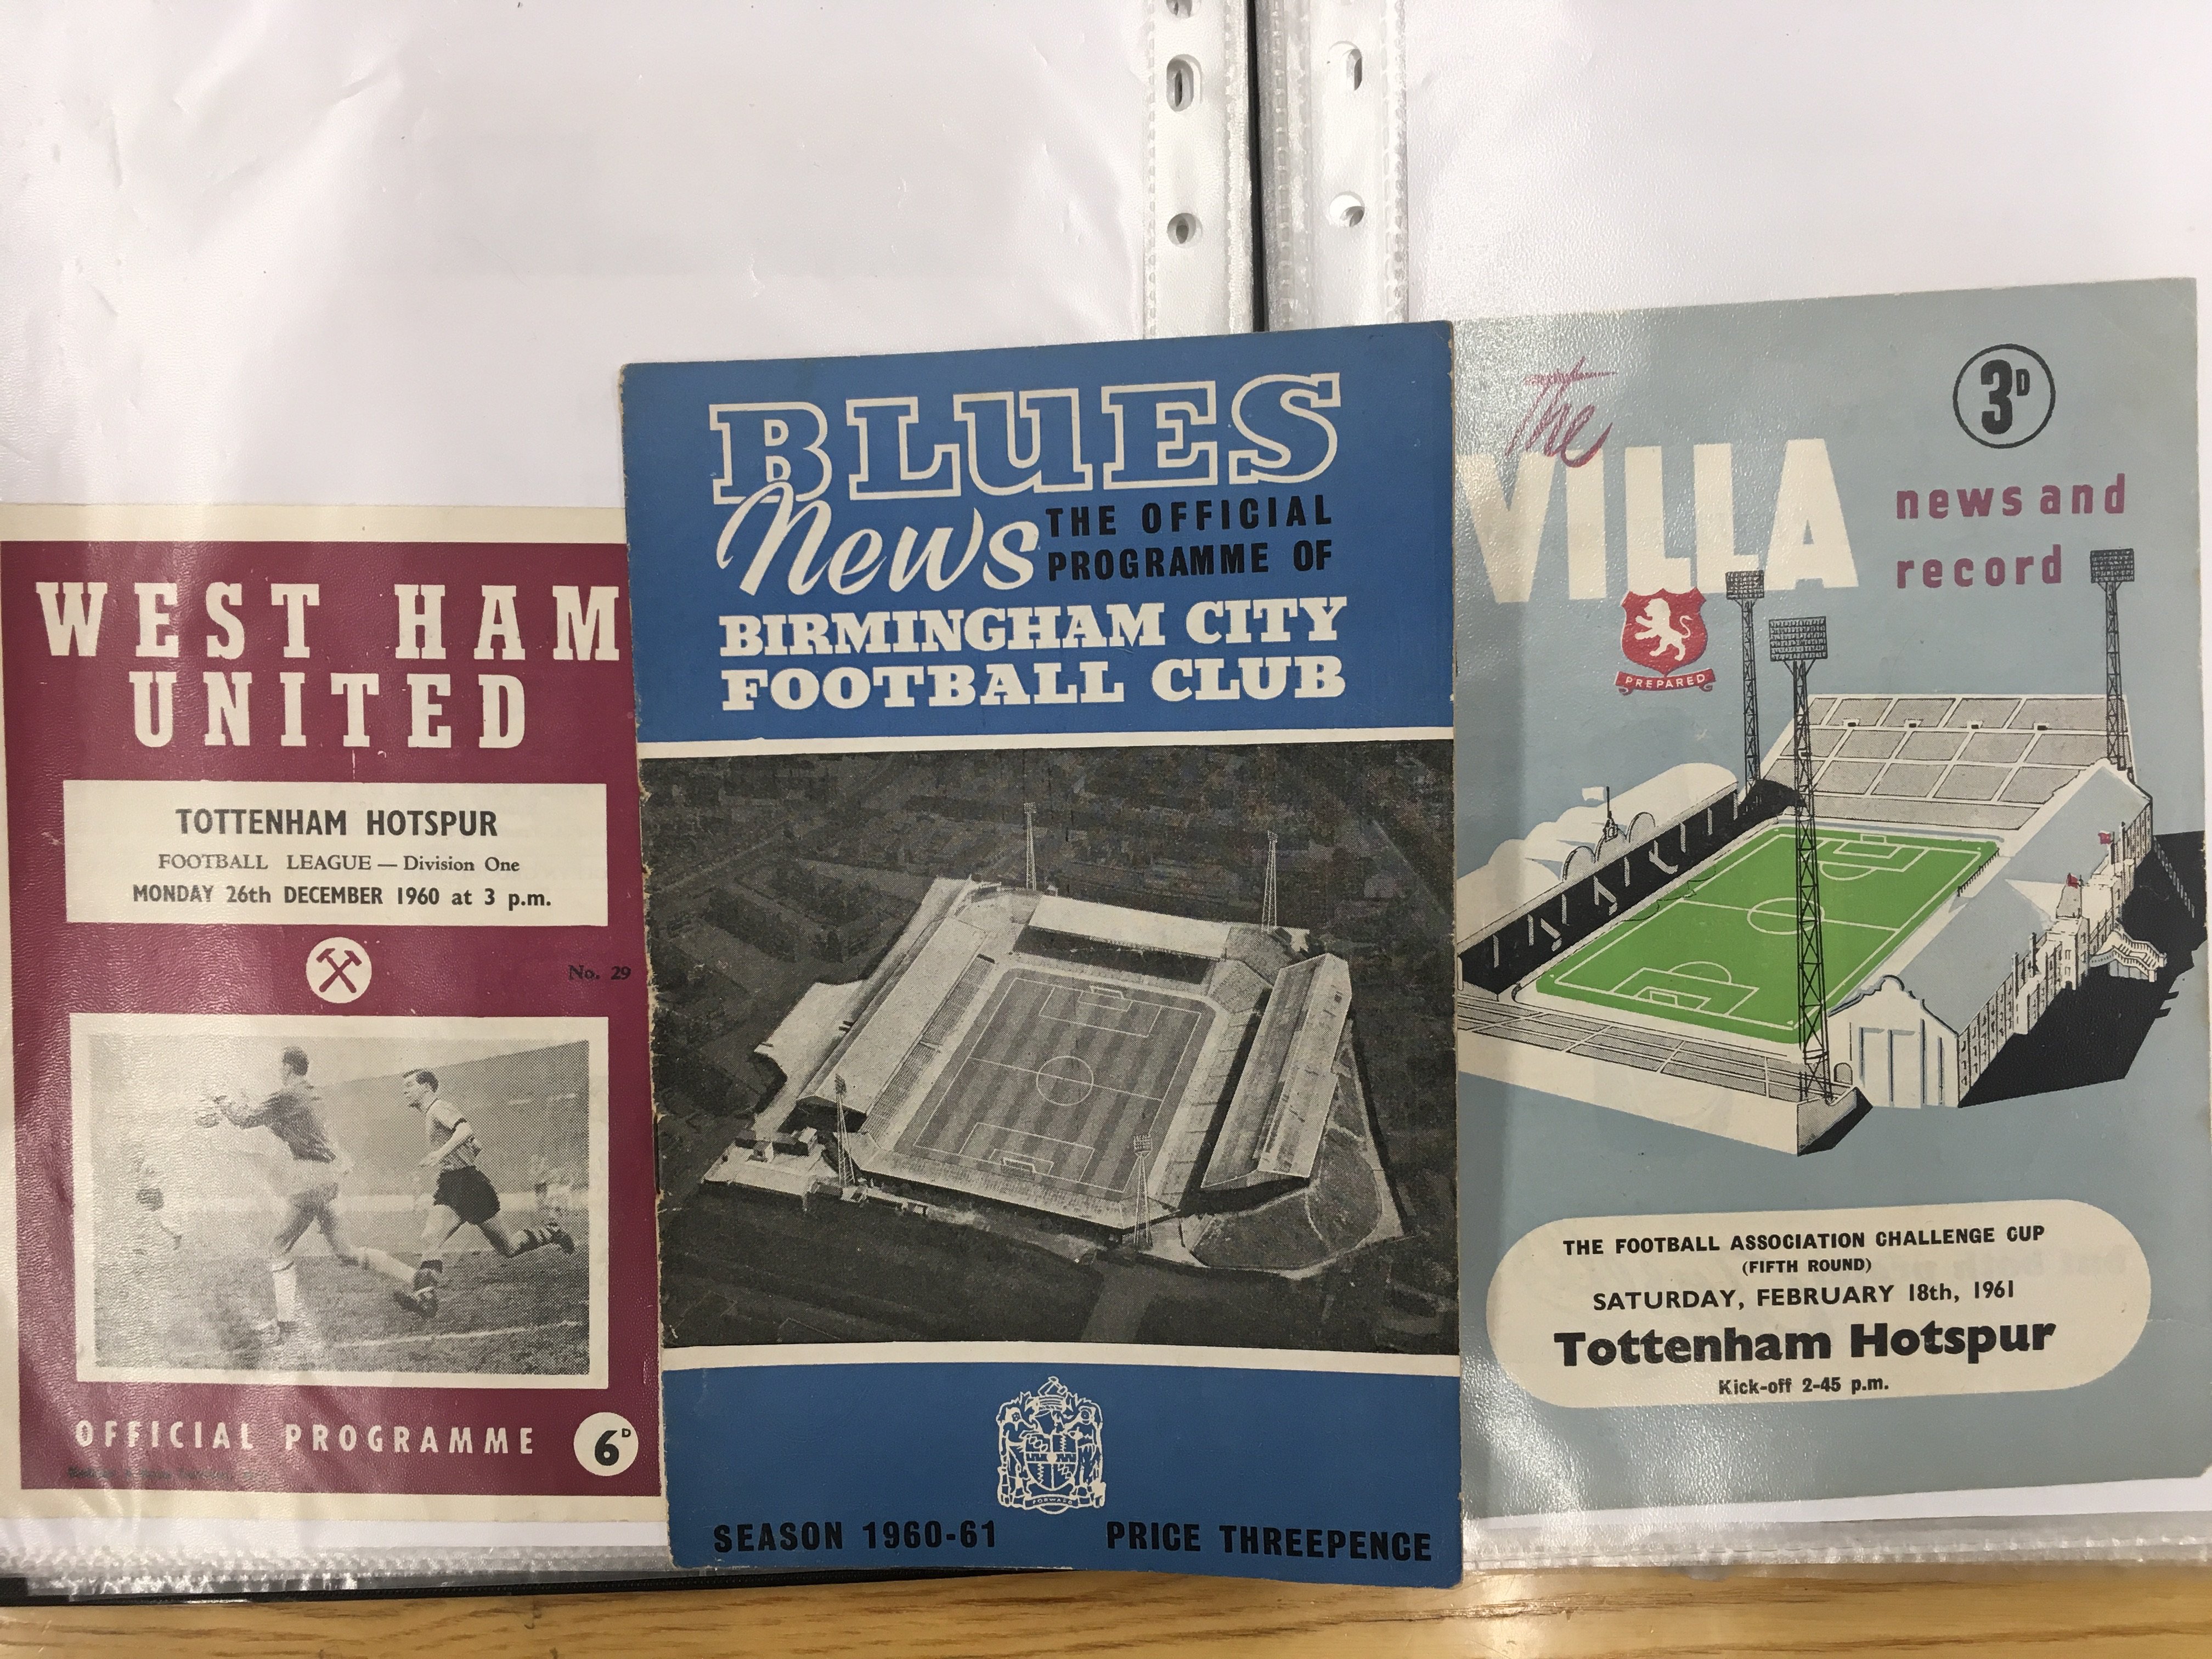 WEST HAM
UNITED
TOTTENHAM HOTSPUR
FOOTBALL LEAGUE — Division One
MONDAY 26th DECEMBER 1960 at 3 p.m.
No. 29
OFFICIAL PROGRAMME
6D
BLUES
News
THE OFFICIAL
PROGRAMME OF
BIRMINGHAM CITY
FOOTBALL CLUB
FORWARD
SEASON 1960-61
PRICE THREEPENCE
The
VILLA
3D
news and
record
PREPARED
THE FOOTBALL ASSOCIATION CHALLENGE CUP
(FIFTH ROUND)
SATURDAY, FEBRUARY 18th, 1961
Tottenham Hotspur
Kick-off 2-45 p.m.